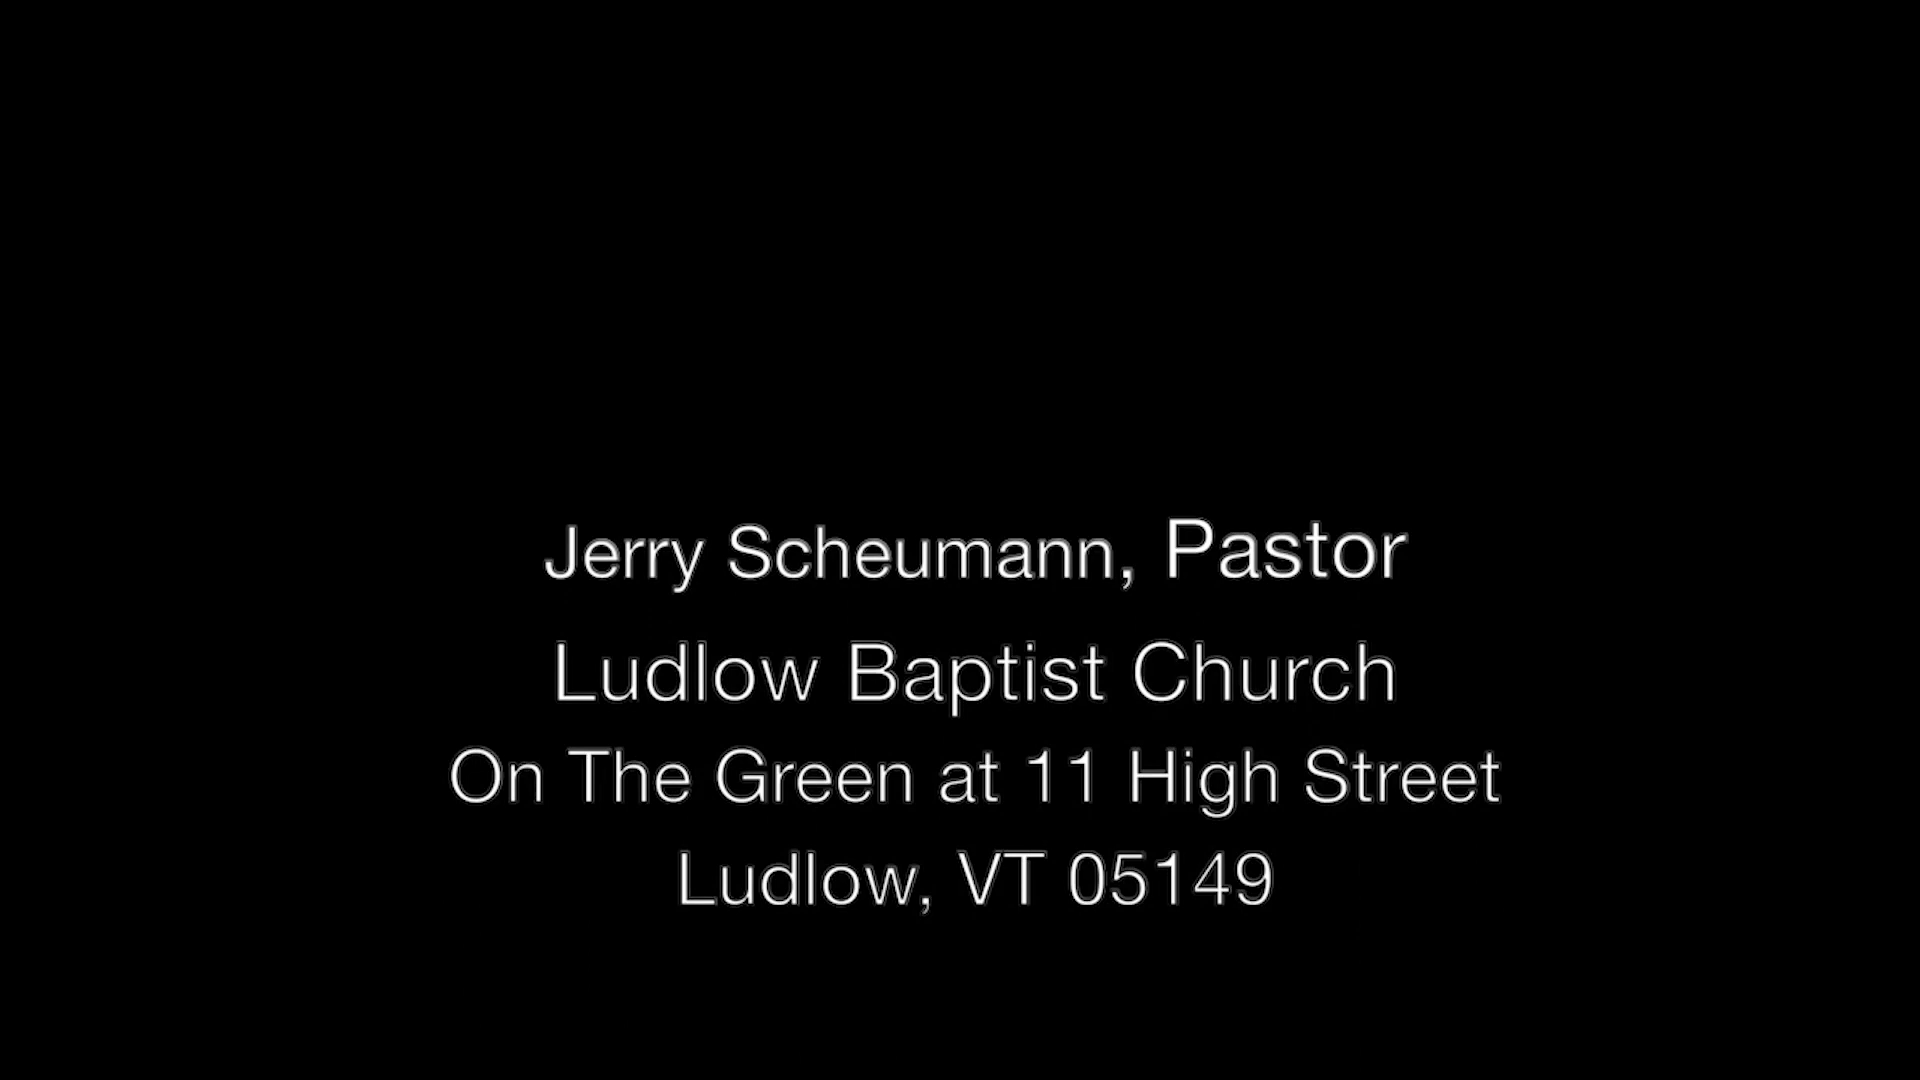 Jerry Scheumann, Pastor
Ludlow Baptist Church
On The Green at 11 High Street
Ludlow, VT 05149